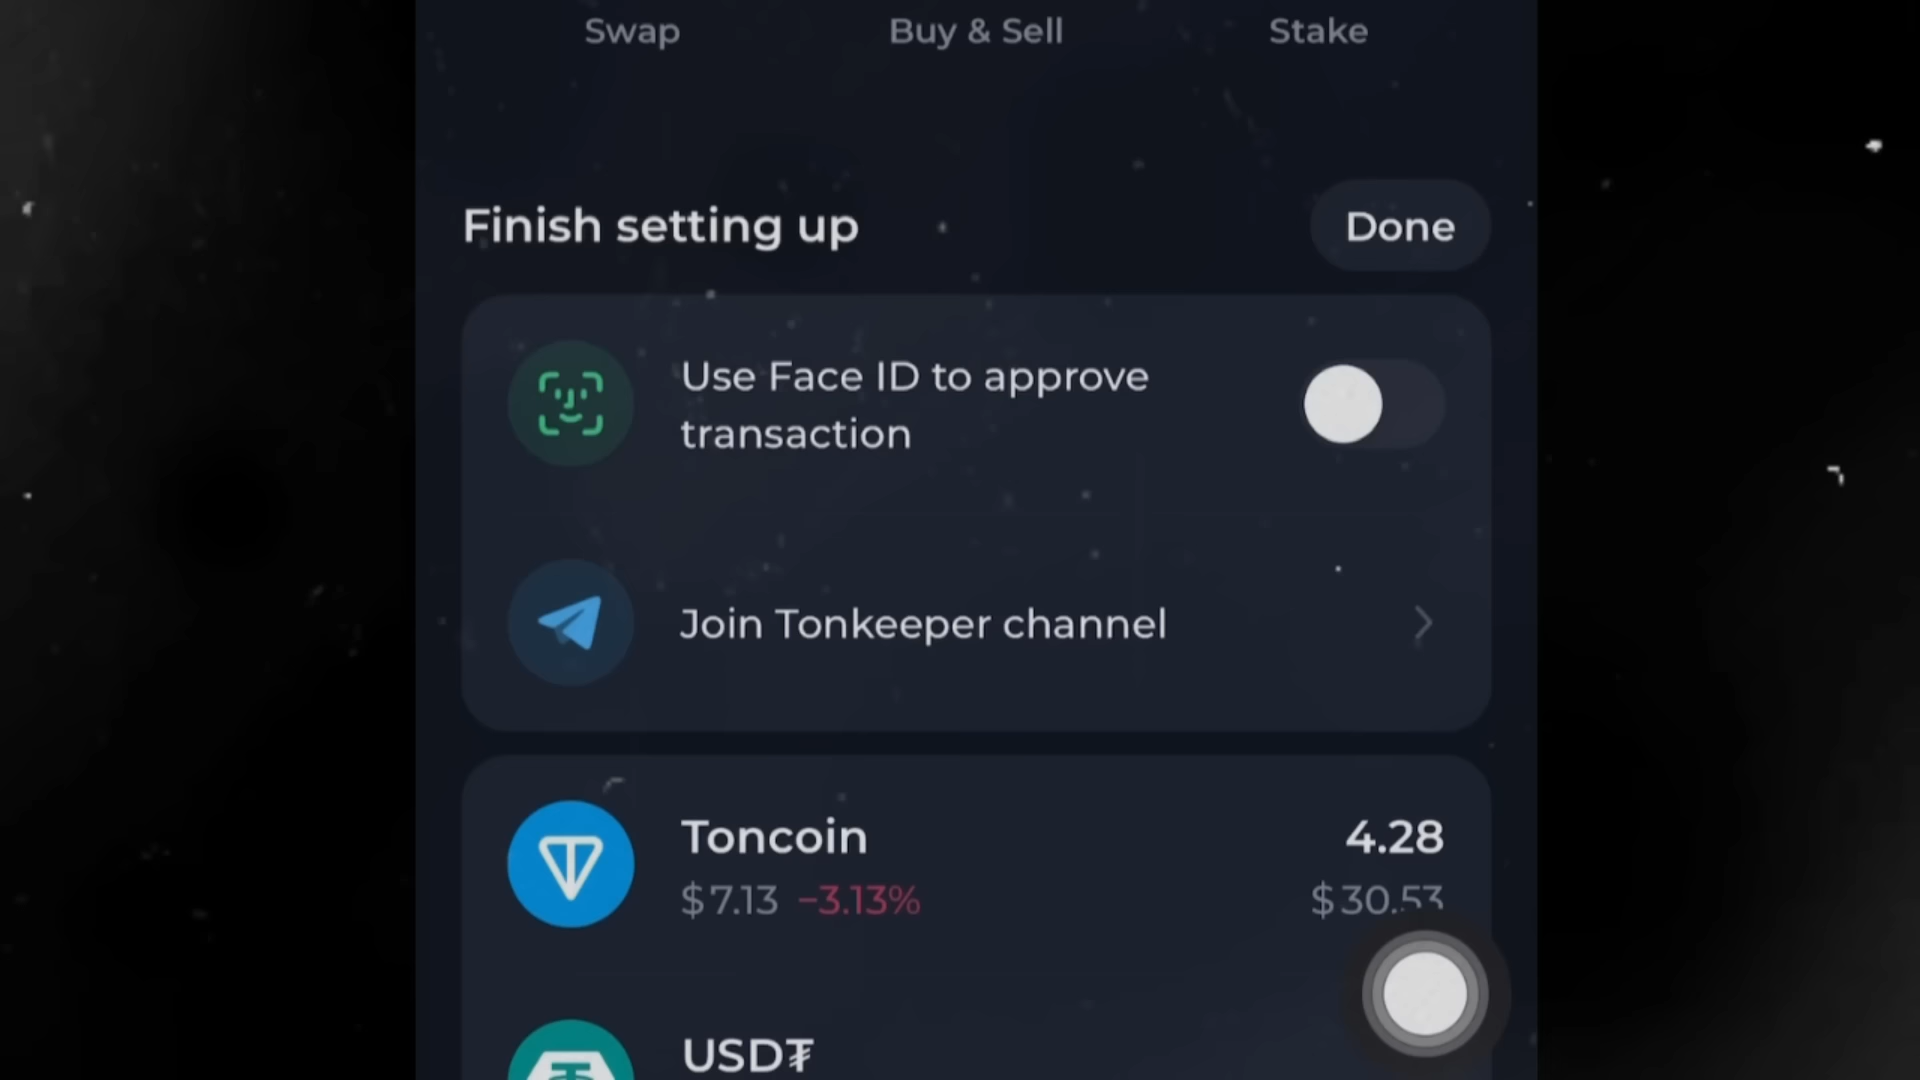 Swap Buy & Sell Stake
Finish setting up Done
Use Face ID to approve
transaction
Join Tonkeeper channel
Toncoin 4.28
$7.13 −3.13% $30.53
USD₮